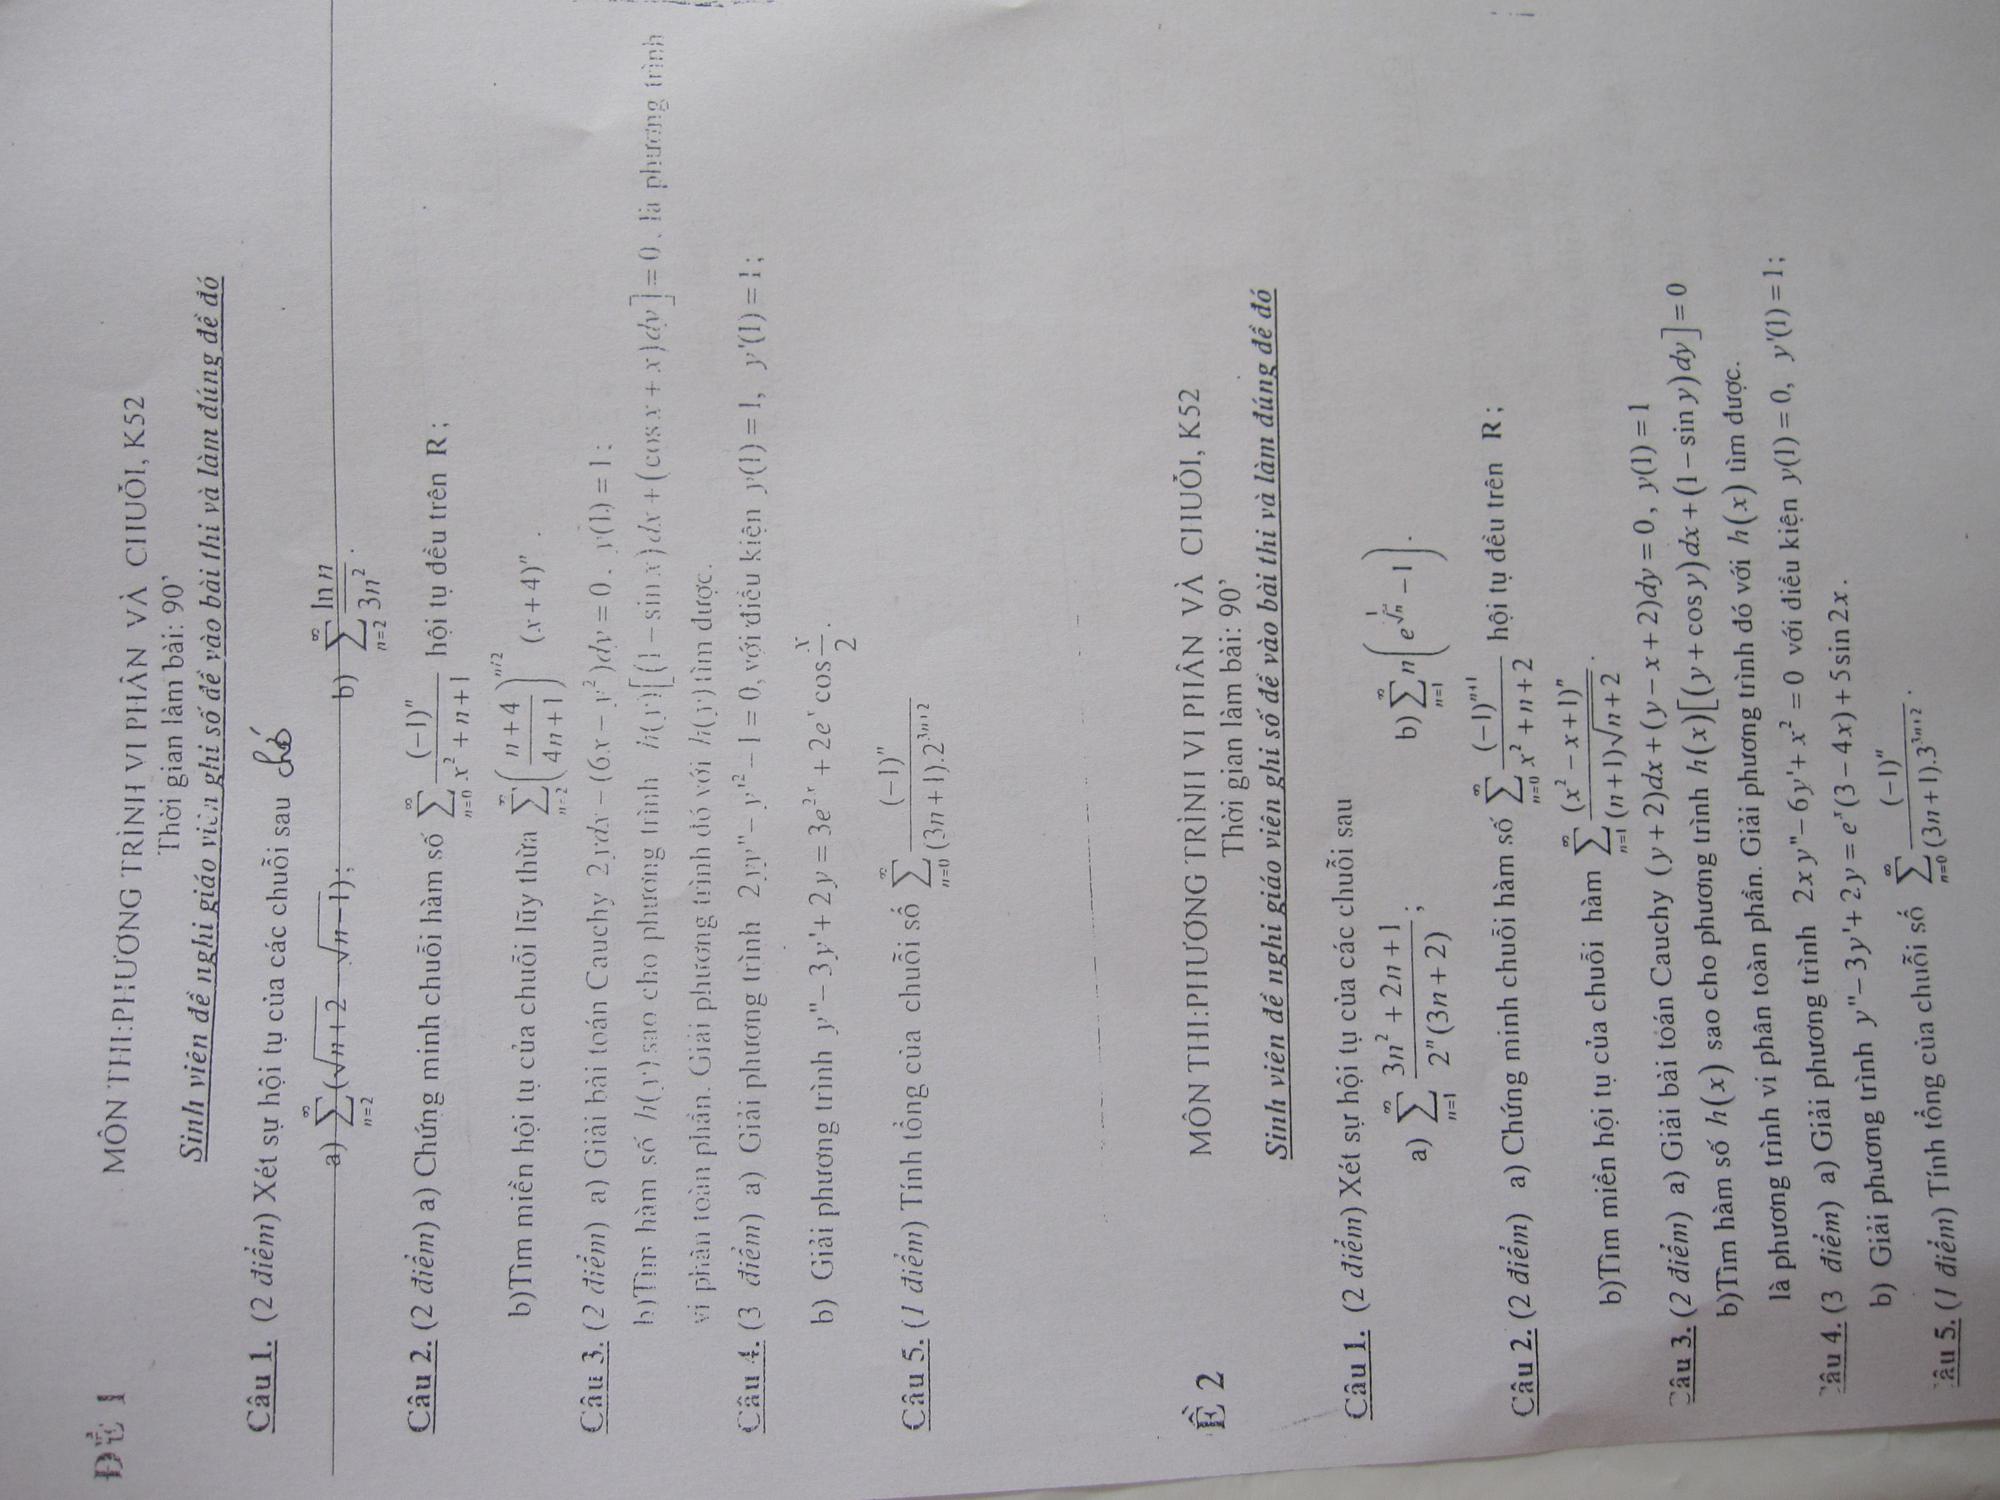 ĐỀ 1
MÔN THI:PHƯƠNG TRÌNH VI PHÂN VÀ CHUỖI, K52
Thời gian làm bài: 90’
Sinh viên đề nghị giáo viên ghi số đề vào bài thi và làm đúng đề đó
Câu 1. (2 điểm) Xét sự hội tụ của các chuỗi sau
a) \sum_{n=2}^{\infty} (\sqrt{n+2} - \sqrt{n-1}); b) \sum_{n=2}^{\infty} \frac{\ln n}{3n^2}.
Câu 2. (2 điểm) a) Chứng minh chuỗi hàm số \sum_{n=0}^{\infty} \frac{(-1)^n}{x^2+n+1} hội tụ đều trên R ;
b)Tìm miền hội tụ của chuỗi lũy thừa \sum_{n=2}^{\infty} \left(\frac{n+4}{4n+1}\right)^{n/2} (x+4)^n .
Câu 3. (2 điểm) a) Giải bài toán Cauchy 2ydx − (6x − y^2)dy = 0, y(1) = 1 ;
b)Tìm hàm số h(y) sao cho phương trình h(y)[(1 − sin x)dx + (cos x + x)dy] = 0, là phương trình
vi phân toàn phần. Giải phương trình đó với h(y) tìm được.
Câu 4. (3 điểm) a) Giải phương trình 2yy'' − y'^2 − 1 = 0, với điều kiện y(1) = 1, y'(1) = 1 ;
b) Giải phương trình y'' − 3y' + 2y = 3e^{2x} + 2e^x cos \frac{x}{2}.
Câu 5. (1 điểm) Tính tổng của chuỗi số \sum_{n=0}^{\infty} \frac{(-1)^n}{(3n+1).2^{3n+2}}
Ề 2
MÔN THI:PHƯƠNG TRÌNH VI PHÂN VÀ CHUỖI, K52
Thời gian làm bài: 90’
Sinh viên đề nghị giáo viên ghi số đề vào bài thi và làm đúng đề đó
Câu 1. (2 điểm) Xét sự hội tụ của các chuỗi sau
a) \sum_{n=1}^{\infty} \frac{3n^2+2n+1}{2^n(3n+2)} ; b) \sum_{n=1}^{\infty} n\left(e^{\frac{1}{\sqrt{n}}} − 1\right).
Câu 2. (2 điểm) a) Chứng minh chuỗi hàm số \sum_{n=0}^{\infty} \frac{(-1)^{n+1}}{x^2+n+2} hội tụ đều trên R ;
b)Tìm miền hội tụ của chuỗi hàm \sum_{n=1}^{\infty} \frac{(x^2−x+1)^n}{(n+1)\sqrt{n+2}}.
Câu 3. (2 điểm) a) Giải bài toán Cauchy (y + 2)dx + (y − x + 2)dy = 0, y(1) = 1
b)Tìm hàm số h(x) sao cho phương trình h(x)[(y + cos y)dx + (1 − sin y)dy] = 0
là phương trình vi phân toàn phần. Giải phương trình đó với h(x) tìm được.
âu 4. (3 điểm) a) Giải phương trình 2xy'' − 6y' + x^2 = 0 với điều kiện y(1) = 0, y'(1) = 1;
b) Giải phương trình y'' − 3y' + 2y = e^x(3 − 4x) + 5sin 2x.
âu 5. (1 điểm) Tính tổng của chuỗi số \sum_{n=0}^{\infty} \frac{(-1)^n}{(3n+1).3^{3n+2}}.